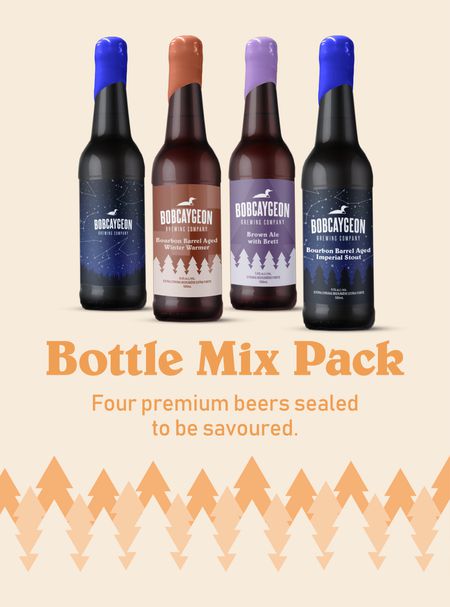 BOBCAYGEON
BREWING COMPANY
BOBCAYGEON
BREWING COMPANY
Bourbon Barrel Aged
Winter Warmer
BOBCAYGEON
BREWING COMPANY
Brown Ale
with Brett
BOBCAYGEON
BREWING COMPANY
Bourbon Barrel Aged
Imperial Stout
Bottle Mix Pack
Four premium beers sealed
to be savoured.